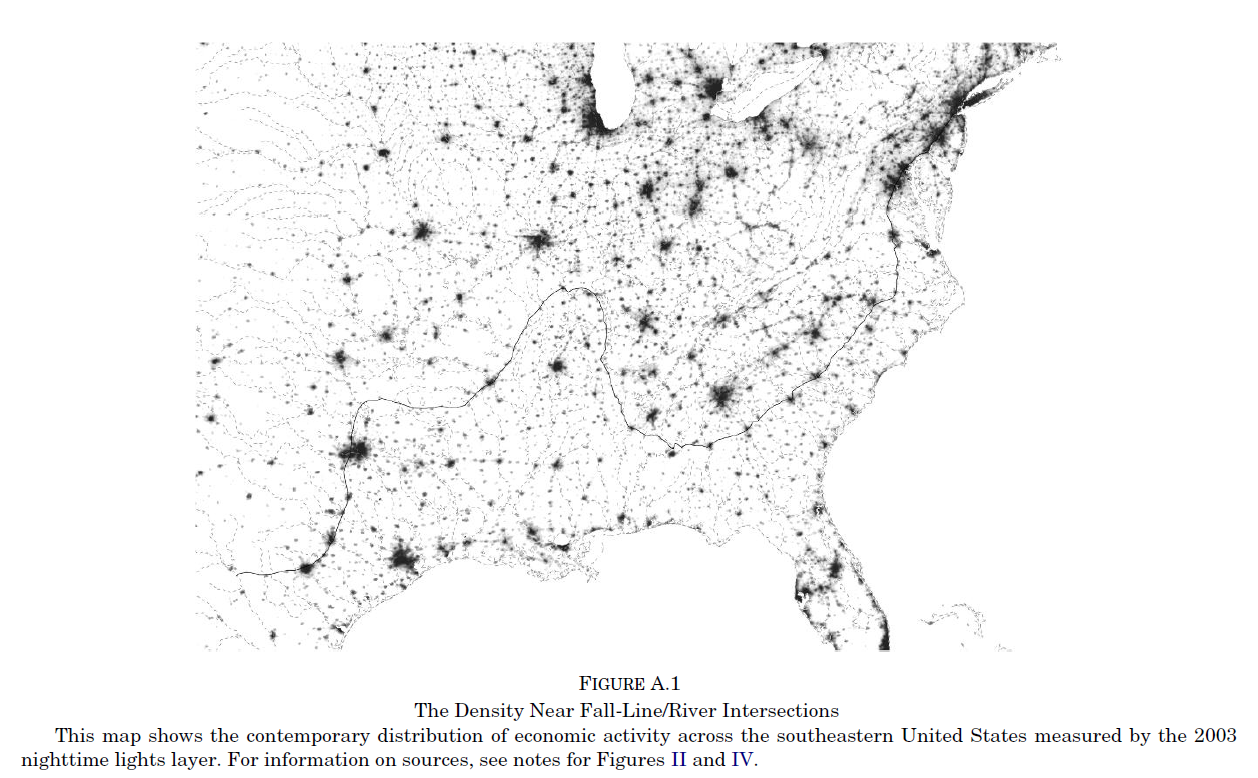 FIGURE A.1
The Density Near Fall-Line/River Intersections
This map shows the contemporary distribution of economic activity across the southeastern United States measured by the 2003
nighttime lights layer. For information on sources, see notes for Figures II and IV.